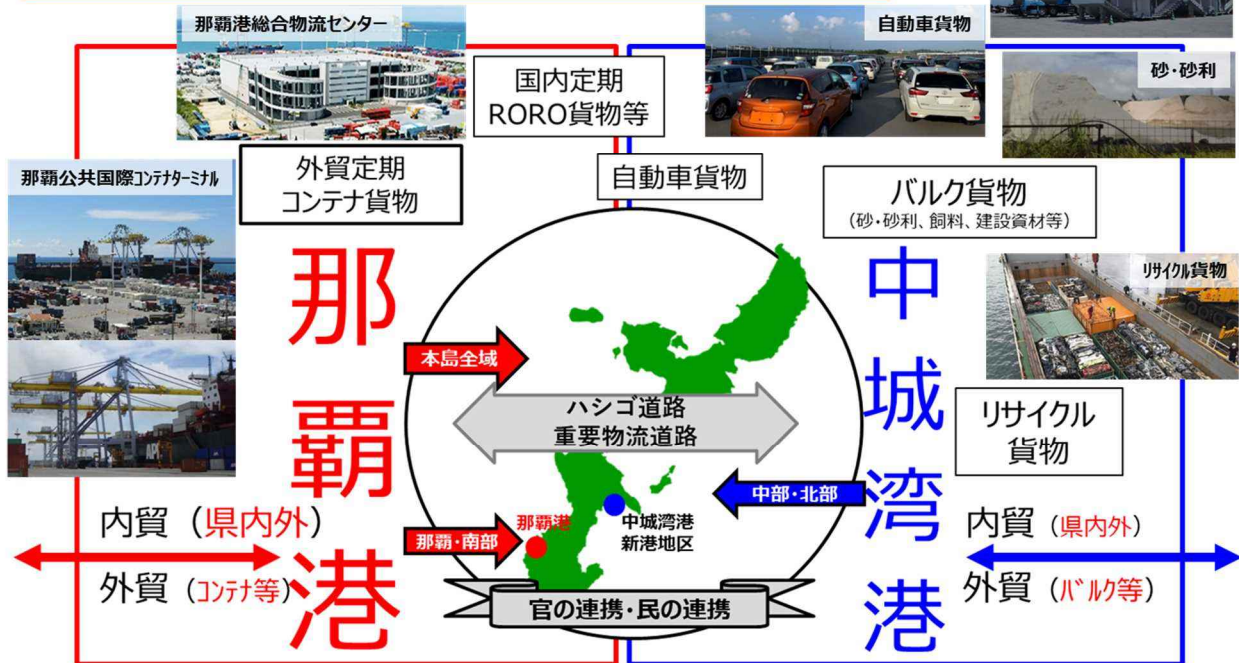 那覇港総合物流センター
国内定期
RORO貨物等
自動車貨物
砂・砂利
那覇公共国際コンテナターミナル
外貿定期
コンテナ貨物
自動車貨物
バルク貨物
(砂・砂利、飼料、建設資材等)
リサイクル貨物
那覇港
中城湾港
本島全域
ハシゴ道路
重要物流道路
リサイクル
貨物
中部・北部
那覇港
中城湾港
新港地区
那覇・南部
内貿(県内外)
外貿(コンテナ等)
内貿(県内外)
外貿(バルク等)
官の連携・民の連携